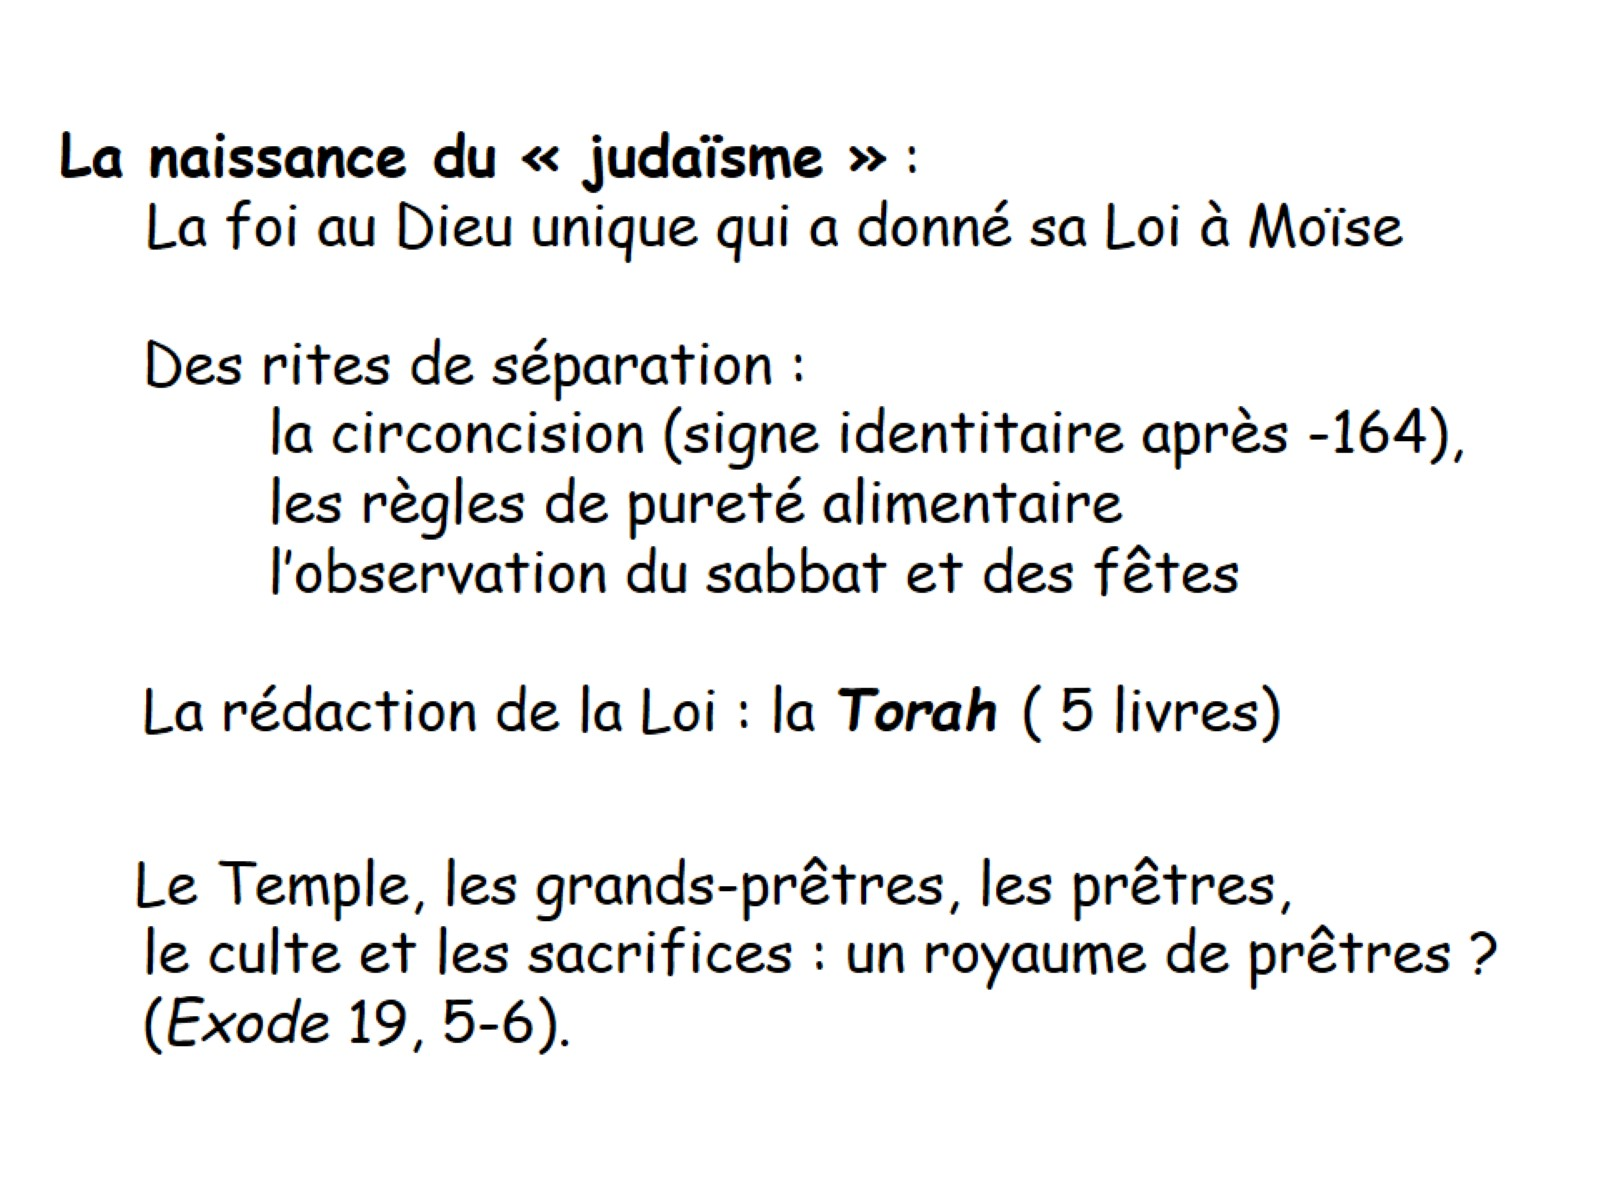 La naissance du « judaïsme » :
La foi au Dieu unique qui a donné sa Loi à Moïse
Des rites de séparation :
la circoncision (signe identitaire après -164),
les règles de pureté alimentaire
l'observation du sabbat et des fêtes
La rédaction de la Loi : la Torah ( 5 livres)
Le Temple, les grands-prêtres, les prêtres,
le culte et les sacrifices : un royaume de prêtres ?
(Exode 19, 5-6).